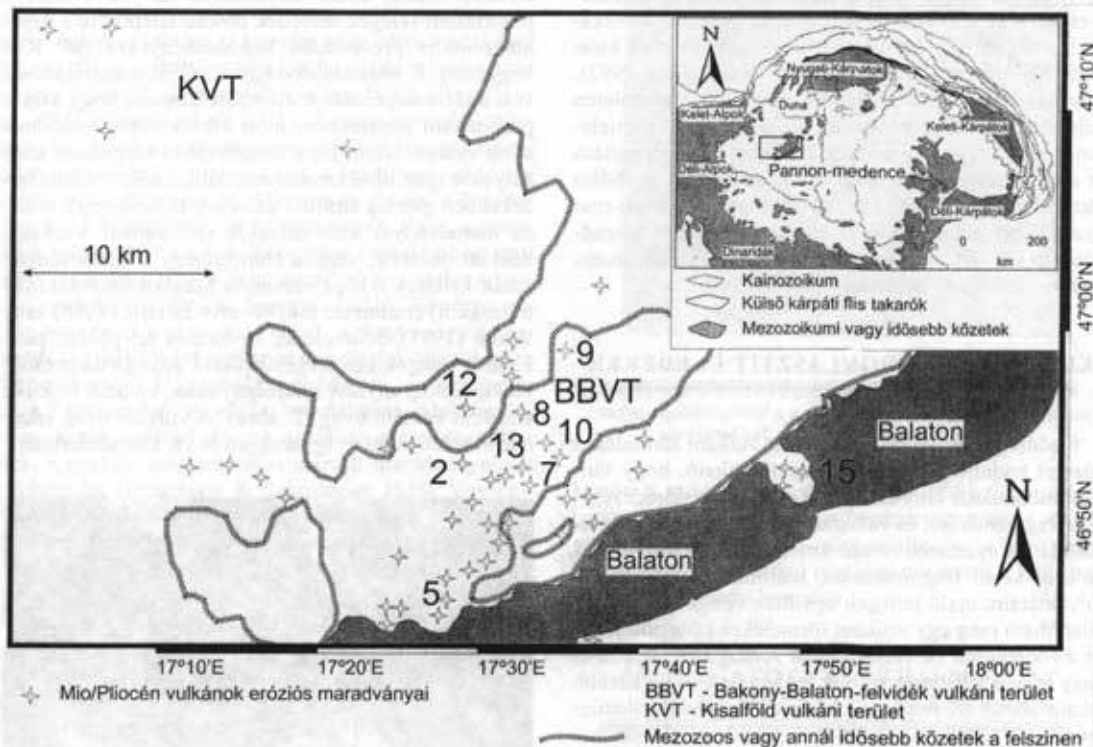 KVT
N
Nyugati-Kárpátok
Duna
Kelet-Alpok
Keleti-Kárpátok
Pannon-medence
Déli-Alpok
Déli-Kárpátok
Dinaridák
0 200
km
Kainozoikum
Külső kárpáti flis takarók
Mezozoikumi vagy idősebb kőzetek
47°10'N
47°00'N
46°50'N
10 km
9
12
BBVT
8
10
13
2
15
5
Balaton
Balaton
N
17°10'E 17°20'E 17°30'E 17°40'E 17°50'E 18°00'E
Mio/Pliocén vulkánok eróziós maradványai
BBVT - Bakony-Balaton-felvidék vulkáni terület
KVT - Kisalföld vulkáni terület
Mezozoos vagy annál idősebb kőzetek a felszinen